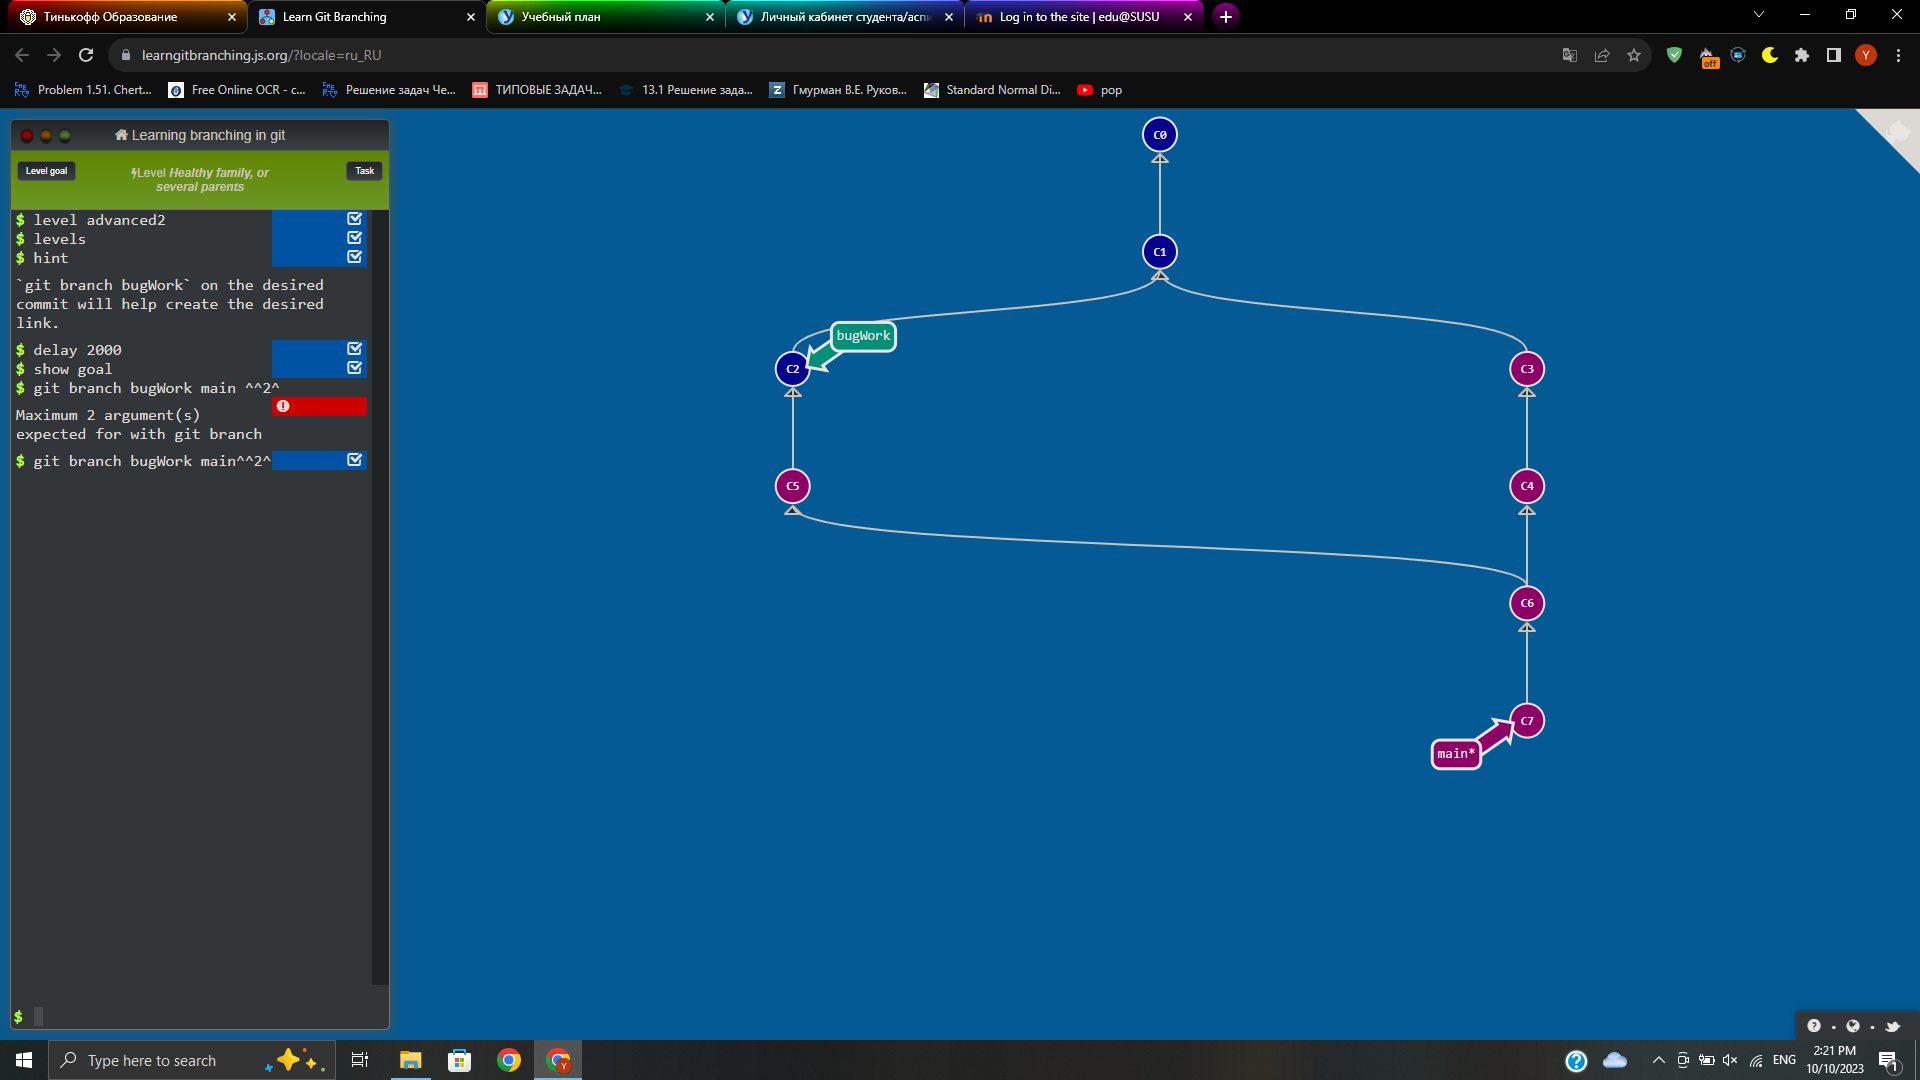 Тинькофф Образование
Learn Git Branching
Учебный план
Личный кабинет студента/асп
Log in to the site | edu@SUSU
learngitbranching.js.org/?locale=ru_RU
off
Y
Problem 1.51. Chert...
Free Online OCR - c...
Решение задач Че...
ТИПОВЫЕ ЗАДАЧ...
13.1 Решение зада...
Гмурман В.Е. Руков...
Standard Normal Di...
pop
Learning branching in git
Level goal
Level Healthy family, or
several parents
Task
$ level advanced2
$ levels
$ hint
`git branch bugWork` on the desired
commit will help create the desired
link.
$ delay 2000
$ show goal
$ git branch bugWork main ^^2^
Maximum 2 argument(s)
expected for with git branch
$ git branch bugWork main^^2^
$
C0
C1
bugWork
C2
C3
C5
C4
C6
C7
main*
Type here to search
ENG
2:21 PM
10/10/2023
1